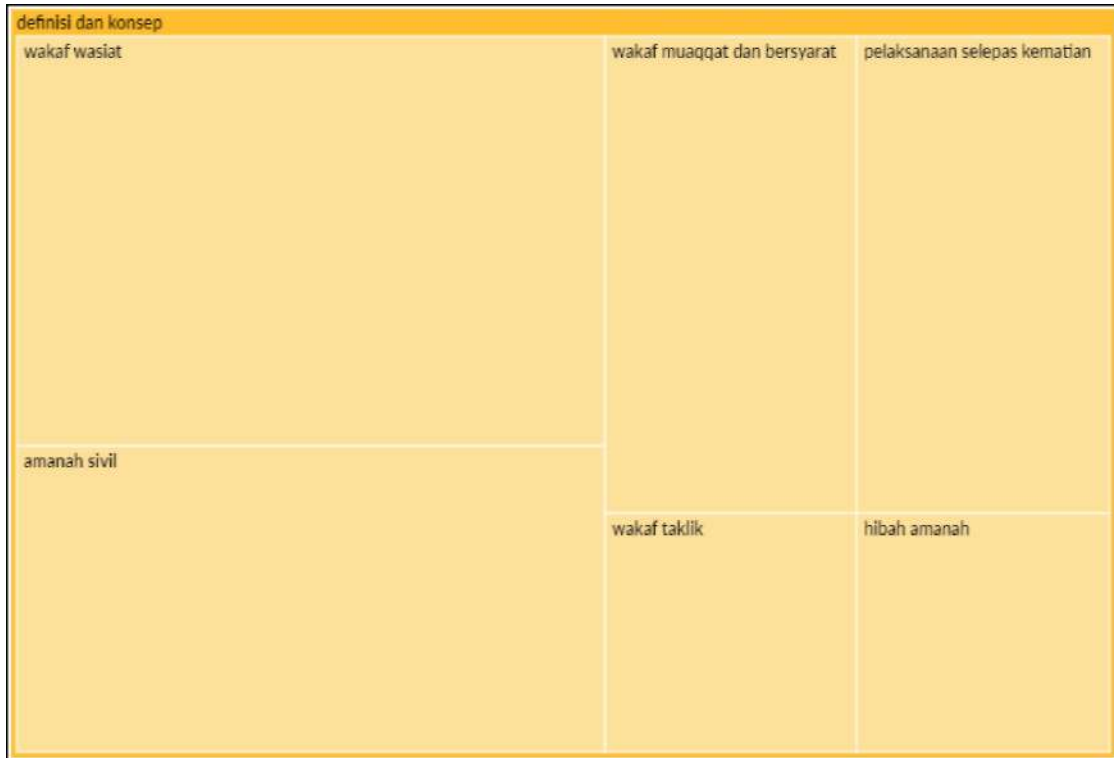 definisi dan konsep
wakaf wasiat
wakaf muaqqat dan bersyarat
pelaksanaan selepas kematian
amanah sivil
wakaf taklik
hibah amanah